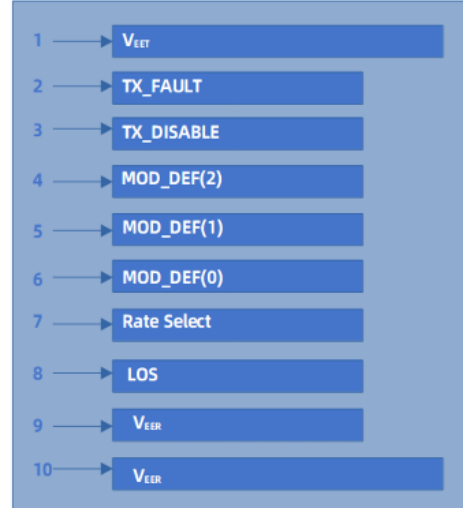 1 VEET
2 TX_FAULT
3 TX_DISABLE
4 MOD_DEF(2)
5 MOD_DEF(1)
6 MOD_DEF(0)
7 Rate Select
8 LOS
9 VEER
10 VEER